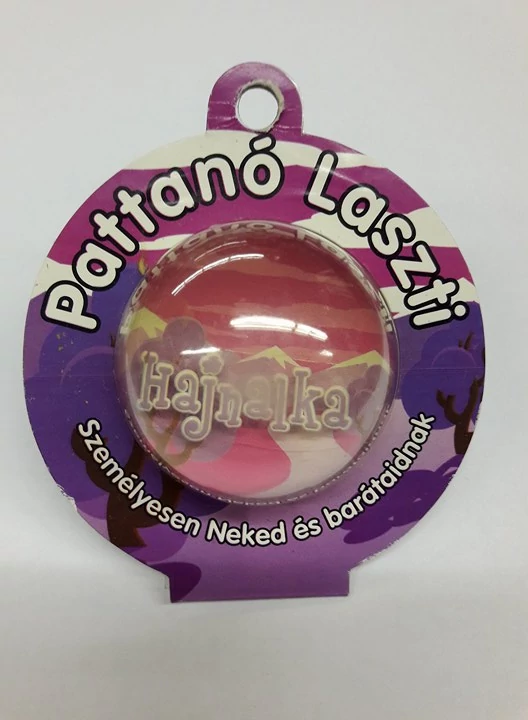 Pattanó Laszti
Hajnalka
Személyesen Neked és barátaidnak